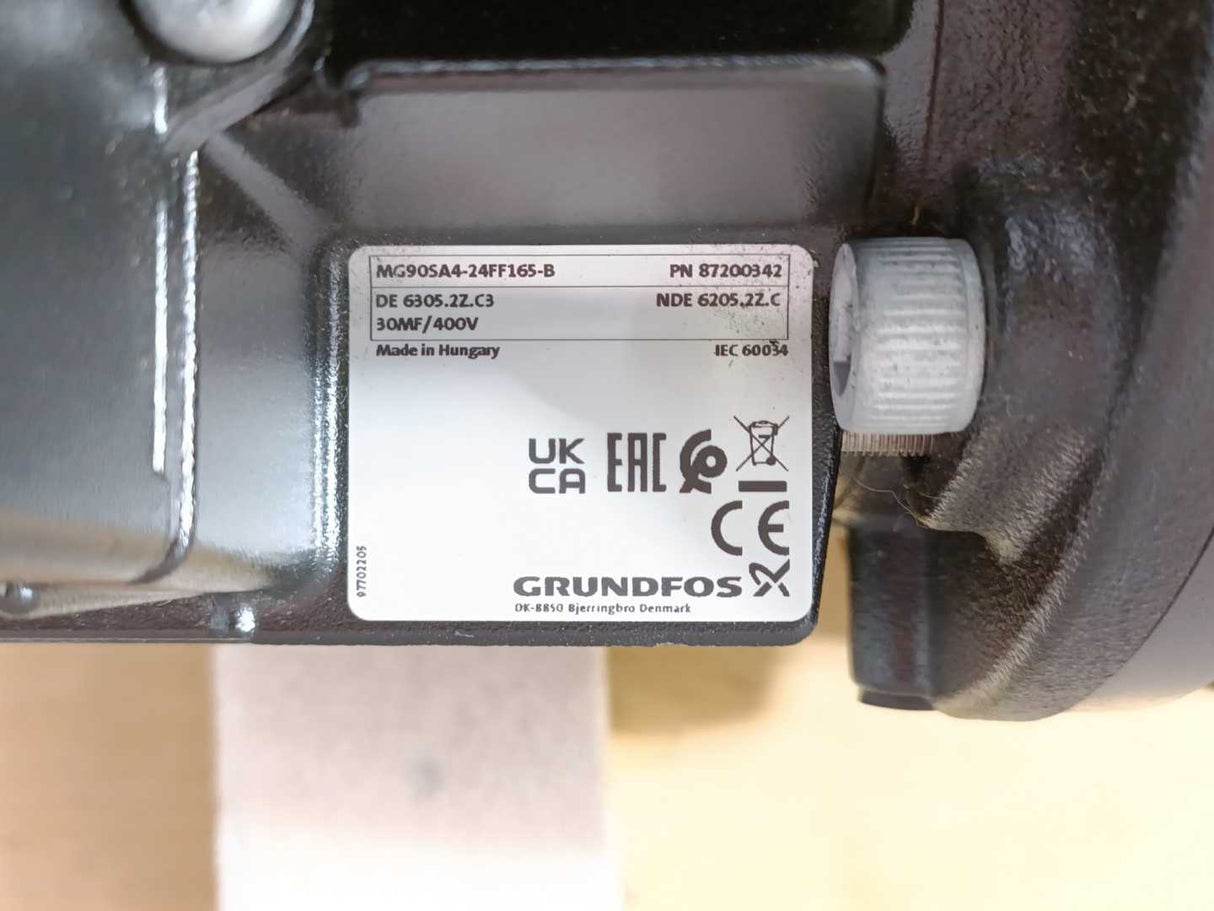 MG90SA4-24FF165-B PN 87200342
DE 6305.2Z.C3 NDE 6205.2Z.C
30MF/400V
Made in Hungary IEC 60034
UK
CA
EAC
CE
97702205
GRUNDFOS
DK-8850 Bjerringbro Denmark